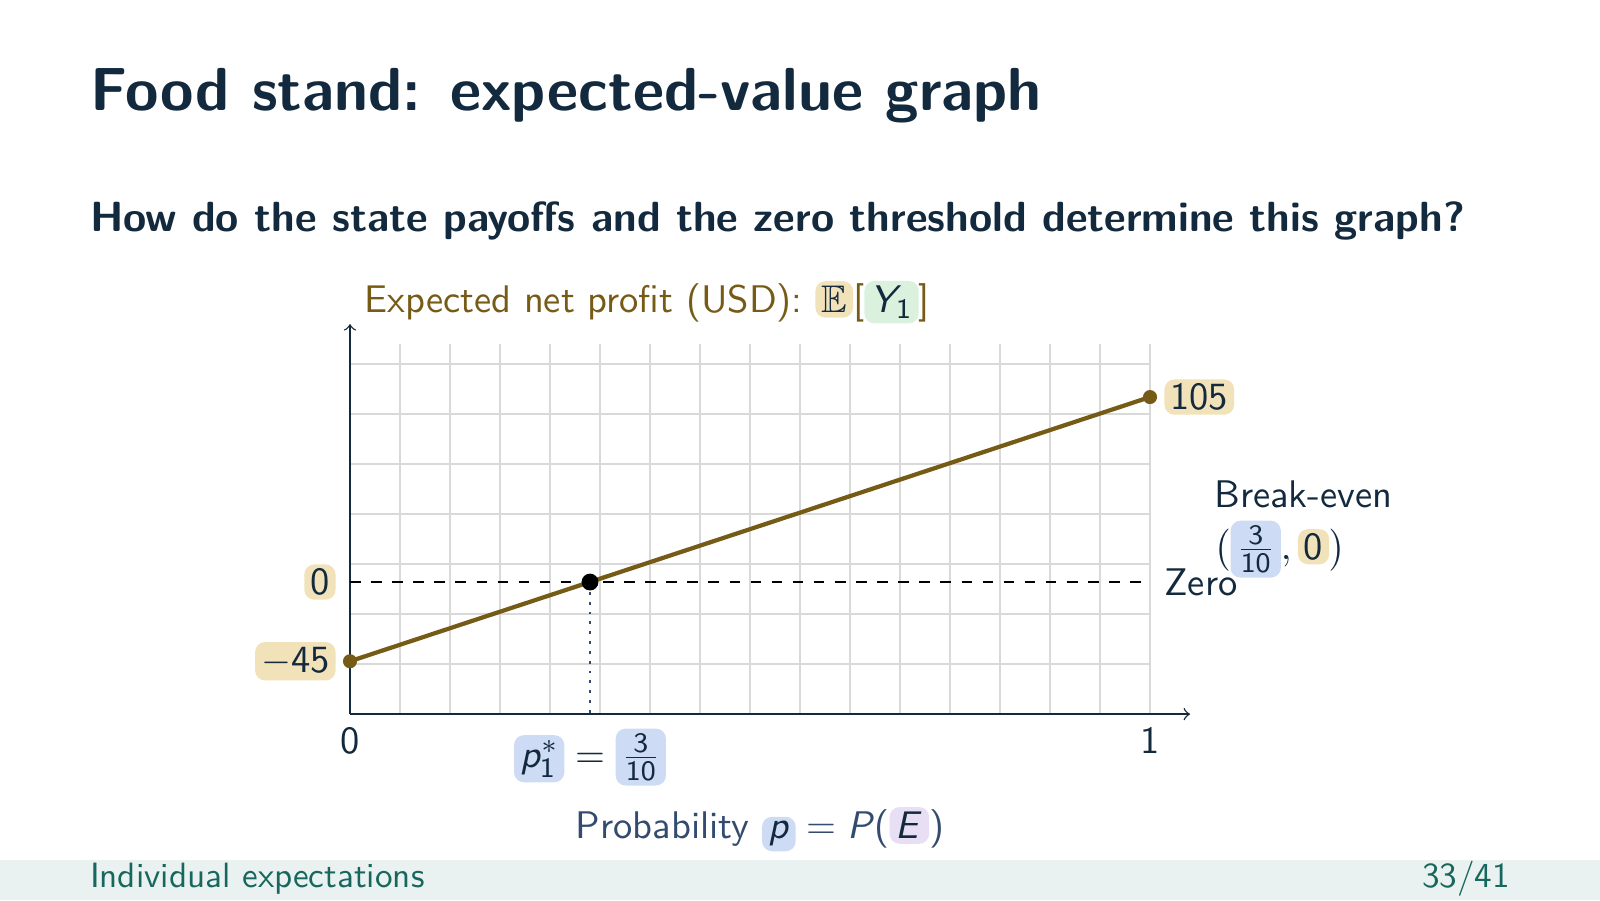 Food stand: expected-value graph
How do the state payoffs and the zero threshold determine this graph?
Expected net profit (USD): 𝔼[Y₁]
105
Break-even
(3/10, 0)
0
Zero
−45
0
1
p₁* = 3/10
Probability p = P(E)
Individual expectations
33/41